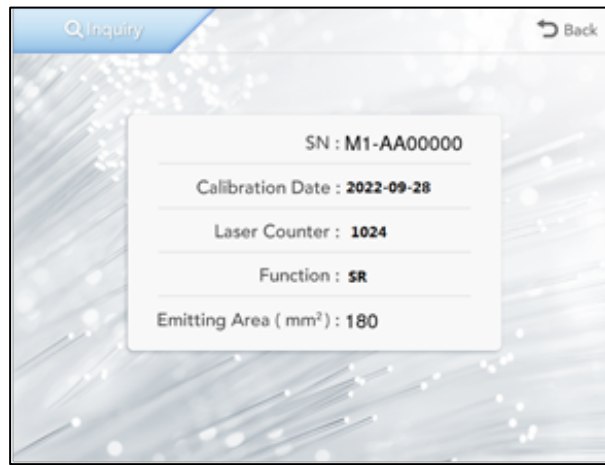 Inquiry
Back
SN : M1-AA00000
Calibration Date : 2022-09-28
Laser Counter : 1024
Function : SR
Emitting Area ( mm²) : 180